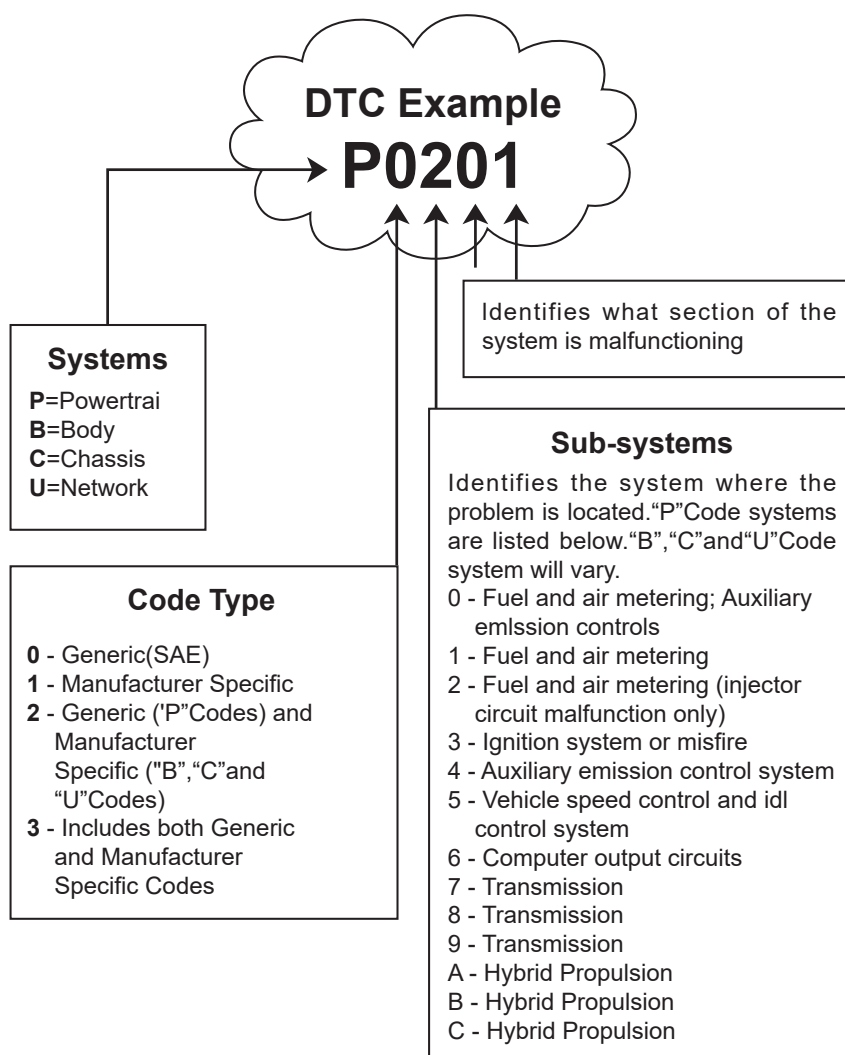 DTC Example
P0201
Identifies what section of the
system is malfunctioning
Systems
P=Powertrai
B=Body
C=Chassis
U=Network
Sub-systems
Identifies the system where the
problem is located.“P”Code systems
are listed below.“B”,“C”and“U”Code
system will vary.
0 - Fuel and air metering; Auxiliary
emlssion controls
1 - Fuel and air metering
2 - Fuel and air metering (injector
circuit malfunction only)
3 - Ignition system or misfire
4 - Auxiliary emission control system
5 - Vehicle speed control and idl
control system
6 - Computer output circuits
7 - Transmission
8 - Transmission
9 - Transmission
A - Hybrid Propulsion
B - Hybrid Propulsion
C - Hybrid Propulsion
Code Type
0 - Generic(SAE)
1 - Manufacturer Specific
2 - Generic ('P”Codes) and
Manufacturer
Specific ("B”,“C”and
“U”Codes)
3 - Includes both Generic
and Manufacturer
Specific Codes